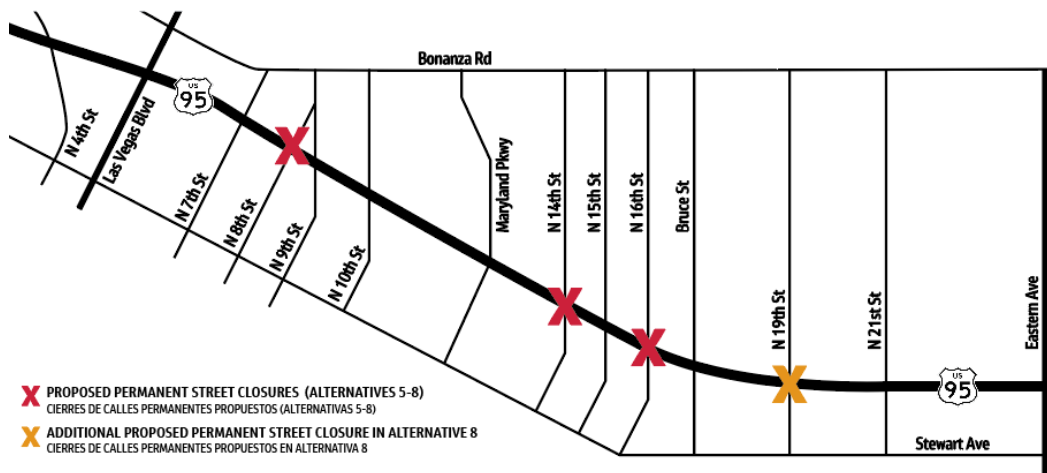 Bonanza Rd
US
95
N 4th St
Las Vegas Blvd
N 7th St
N 8th St
N 9th St
N 10th St
Maryland Pkwy
N 14th St
N 15th St
N 16th St
Bruce St
N 19th St
N 21st St
Eastern Ave
US
95
Stewart Ave
X PROPOSED PERMANENT STREET CLOSURES (ALTERNATIVES 5-8)
CIERRES DE CALLES PERMANENTES PROPUESTOS (ALTERNATIVAS 5-8)
X ADDITIONAL PROPOSED PERMANENT STREET CLOSURE IN ALTERNATIVE 8
CIERRES DE CALLES PERMANENTES PROPUESTOS EN ALTERNATIVA 8